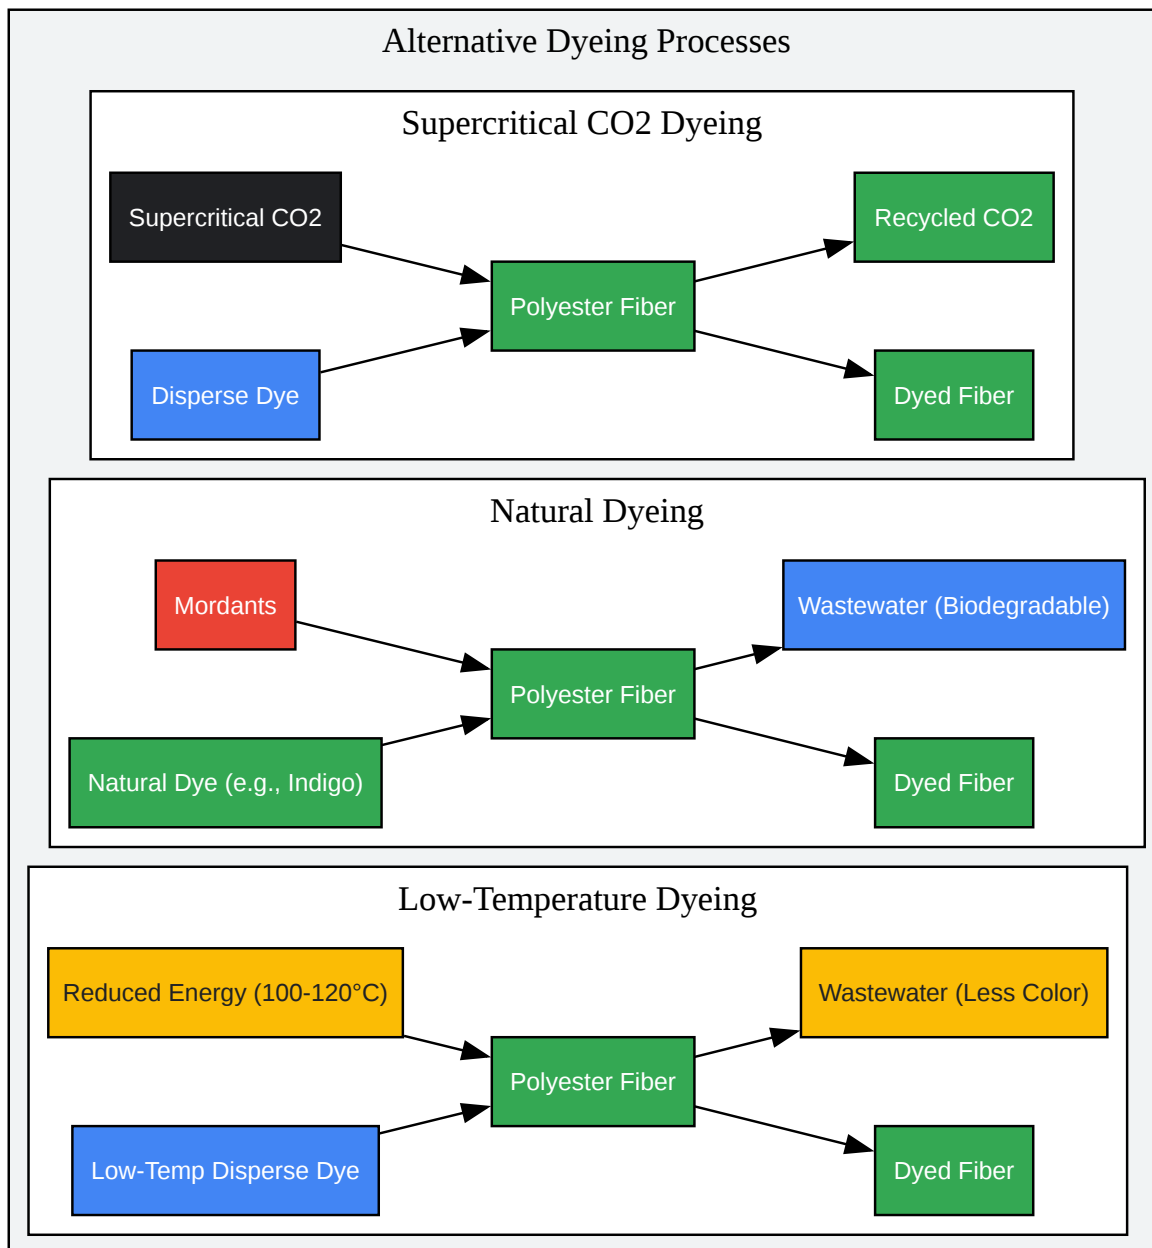 Alternative Dyeing Processes
Supercritical CO2 Dyeing
Supercritical CO2
Recycled CO2
Polyester Fiber
Disperse Dye
Dyed Fiber
Natural Dyeing
Mordants
Wastewater (Biodegradable)
Polyester Fiber
Natural Dye (e.g., Indigo)
Dyed Fiber
Low-Temperature Dyeing
Reduced Energy (100-120°C)
Wastewater (Less Color)
Polyester Fiber
Low-Temp Disperse Dye
Dyed Fiber